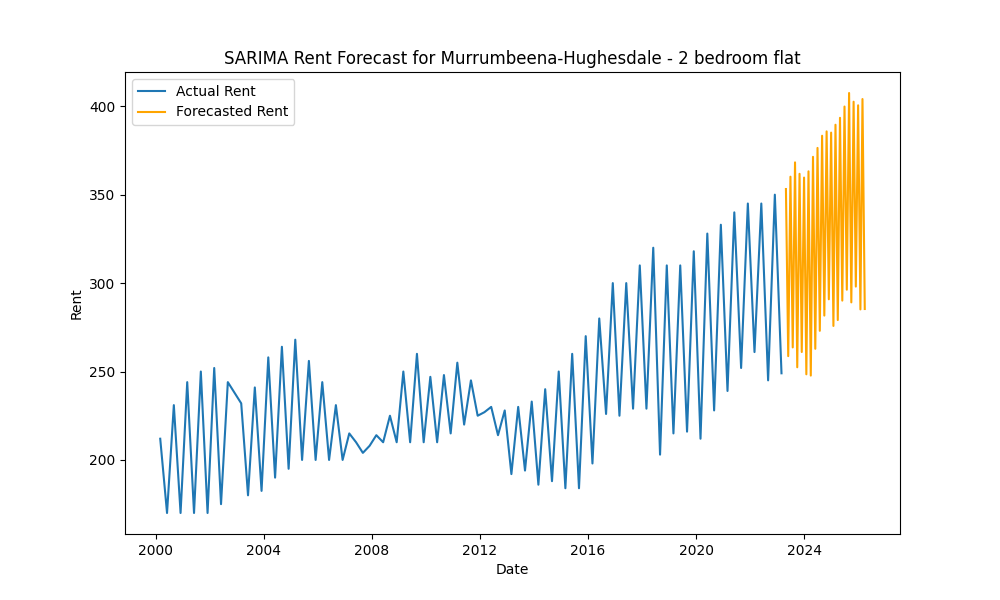 SARIMA Rent Forecast for Murrumbeena-Hughesdale - 2 bedroom flat
Actual Rent
Forecasted Rent
400
350
300
250
200
Rent
2000 2004 2008 2012 2016 2020 2024
Date